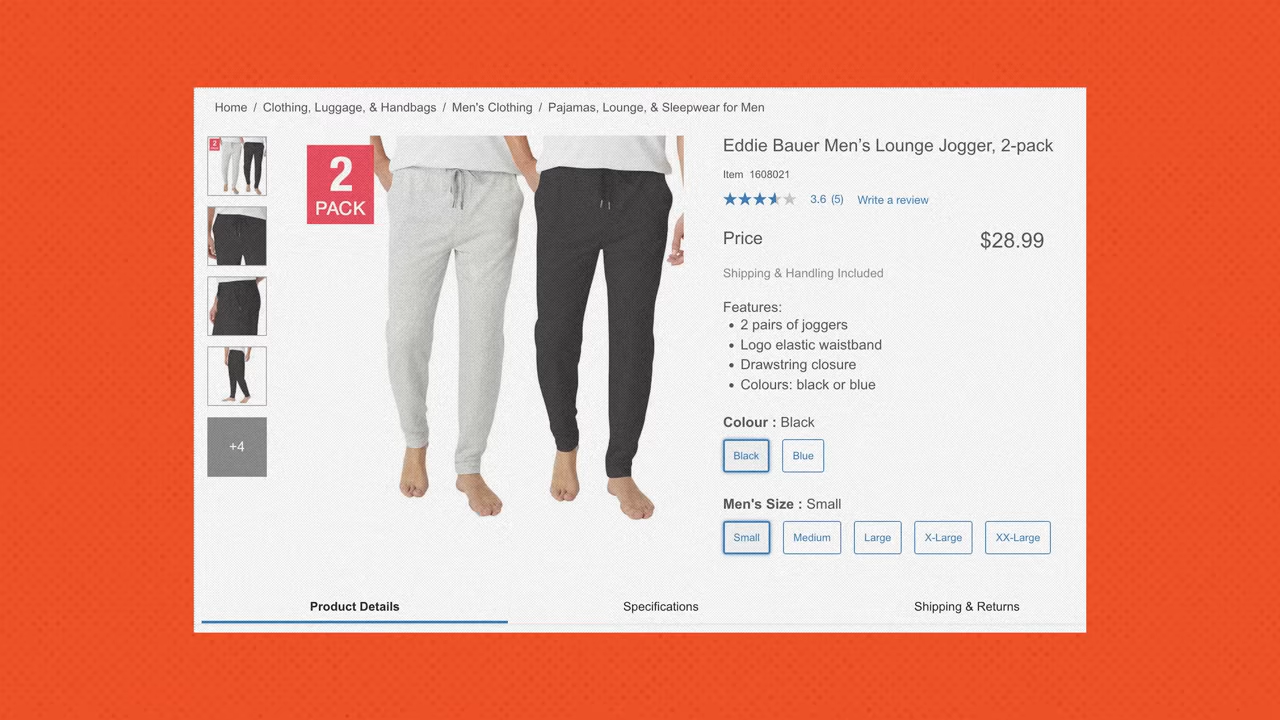 Home / Clothing, Luggage, & Handbags / Men's Clothing / Pajamas, Lounge, & Sleepwear for Men
2
PACK
+4
Eddie Bauer Men’s Lounge Jogger, 2-pack
Item 1608021
3.6 (5) Write a review
Price $28.99
Shipping & Handling Included
Features:
• 2 pairs of joggers
• Logo elastic waistband
• Drawstring closure
• Colours: black or blue
Colour : Black
Black Blue
Men's Size : Small
Small Medium Large X-Large XX-Large
Product Details Specifications Shipping & Returns